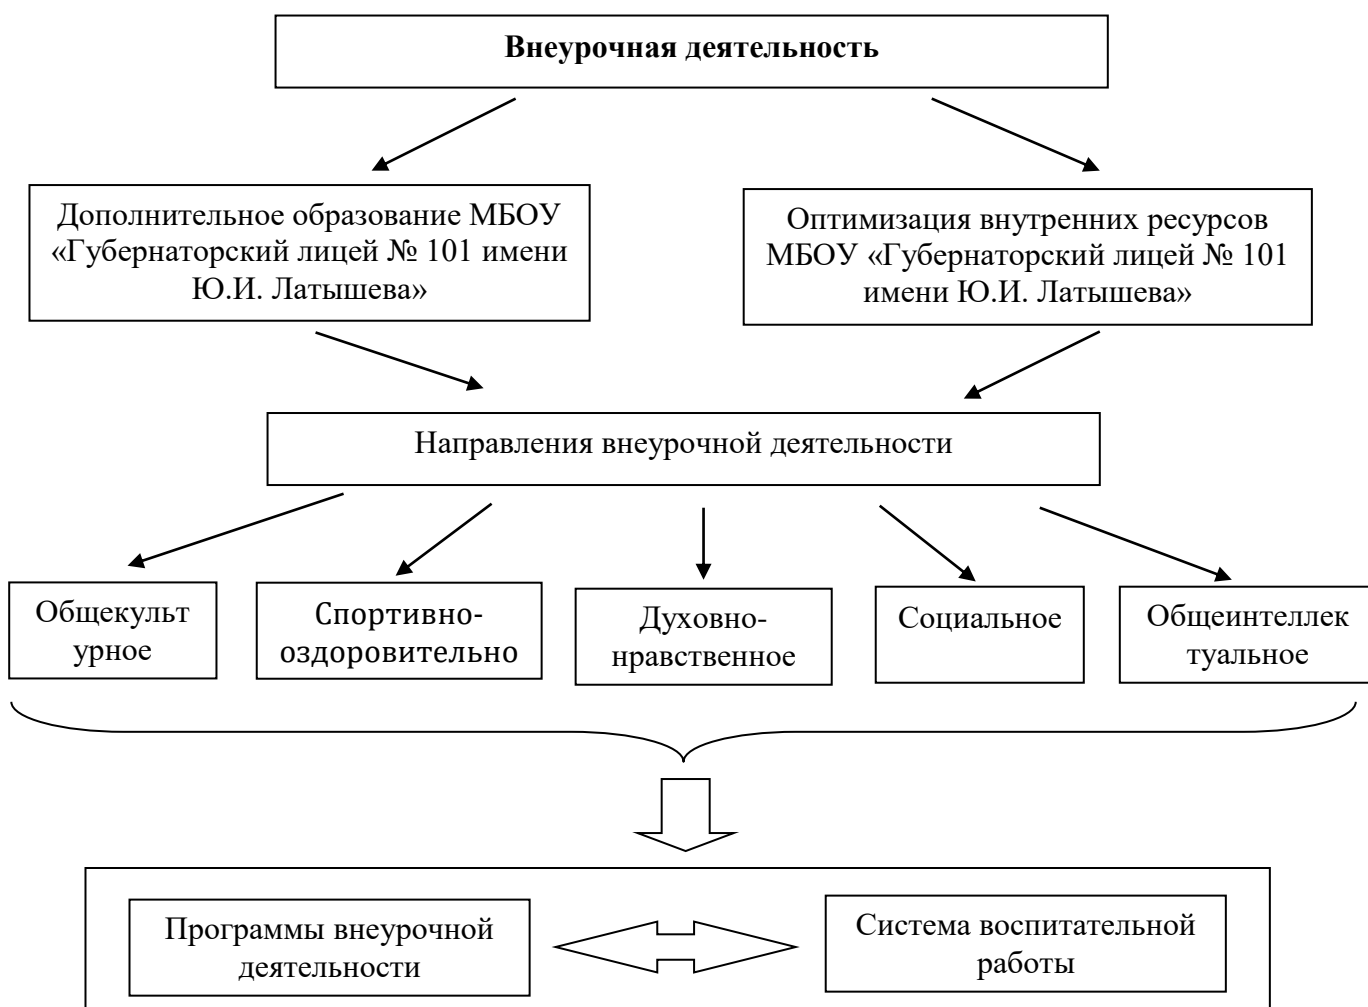 Внеурочная деятельность
Дополнительное образование МБОУ
«Губернаторский лицей № 101 имени
Ю.И. Латышева»
Оптимизация внутренних ресурсов
МБОУ «Губернаторский лицей № 101
имени Ю.И. Латышева»
Направления внеурочной деятельности
Общекульт
урное
Спортивно-
оздоровительно
Духовно-
нравственное
Социальное
Общеинтеллек
туальное
Программы внеурочной
деятельности
Система воспитательной
работы